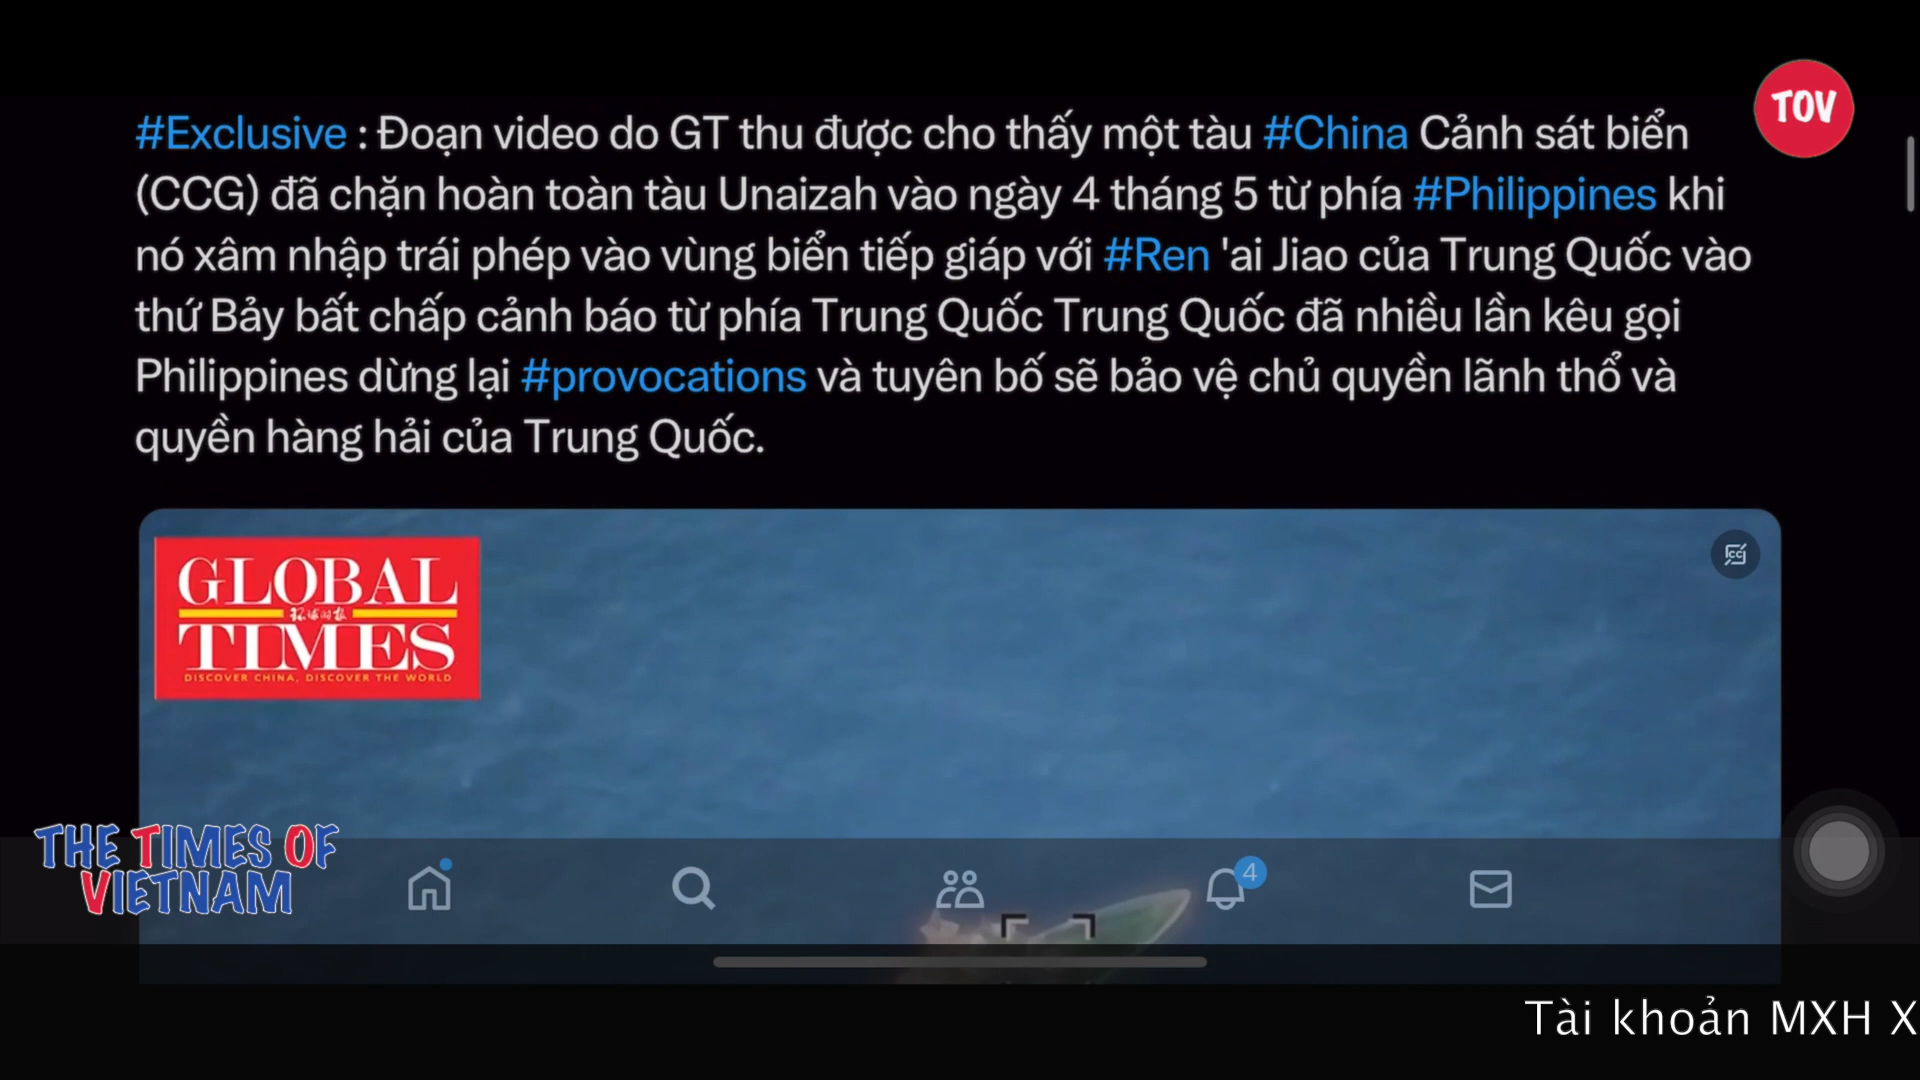 TOV
#Exclusive : Đoạn video do GT thu được cho thấy một tàu #China Cảnh sát biển
(CCG) đã chặn hoàn toàn tàu Unaizah vào ngày 4 tháng 5 từ phía #Philippines khi
nó xâm nhập trái phép vào vùng biển tiếp giáp với #Ren 'ai Jiao của Trung Quốc vào
thứ Bảy bất chấp cảnh báo từ phía Trung Quốc Trung Quốc đã nhiều lần kêu gọi
Philippines dừng lại #provocations và tuyên bố sẽ bảo vệ chủ quyền lãnh thổ và
quyền hàng hải của Trung Quốc.
GLOBAL
环球时报
TIMES
DISCOVER CHINA, DISCOVER THE WORLD
CC
THE TIMES OF
VIETNAM
4
Tài khoản MXH X